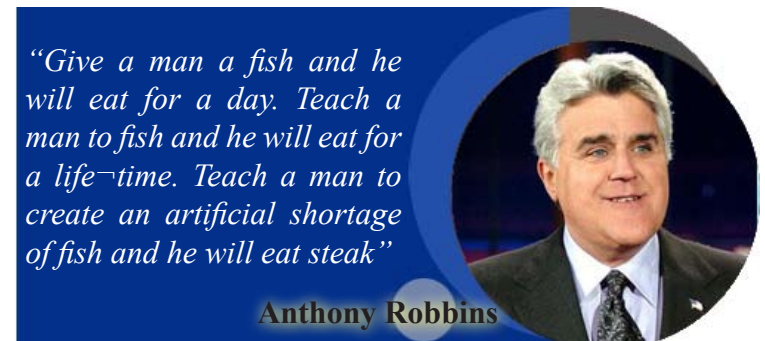 “Give a man a fish and he
will eat for a day. Teach a
man to fish and he will eat for
a life¬time. Teach a man to
create an artificial shortage
of fish and he will eat steak”
Anthony Robbins